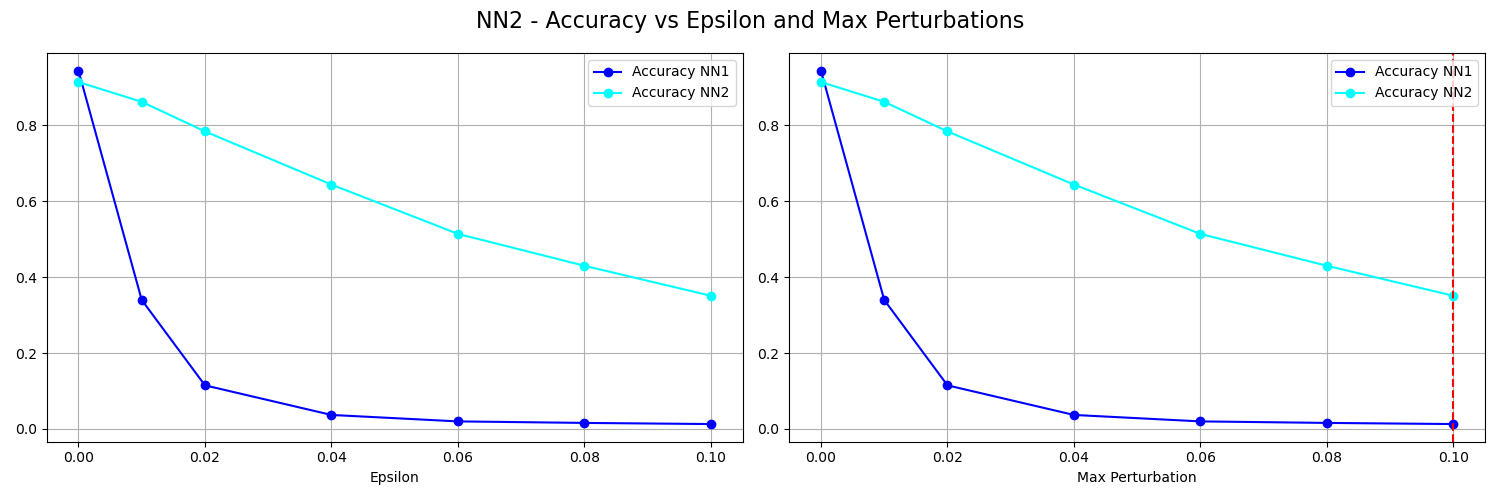 NN2 - Accuracy vs Epsilon and Max Perturbations
Accuracy NN1
Accuracy NN2
0.8
0.6
0.4
0.2
0.0
0.00 0.02 0.04 0.06 0.08 0.10
Epsilon
Accuracy NN1
Accuracy NN2
0.8
0.6
0.4
0.2
0.0
0.00 0.02 0.04 0.06 0.08 0.10
Max Perturbation